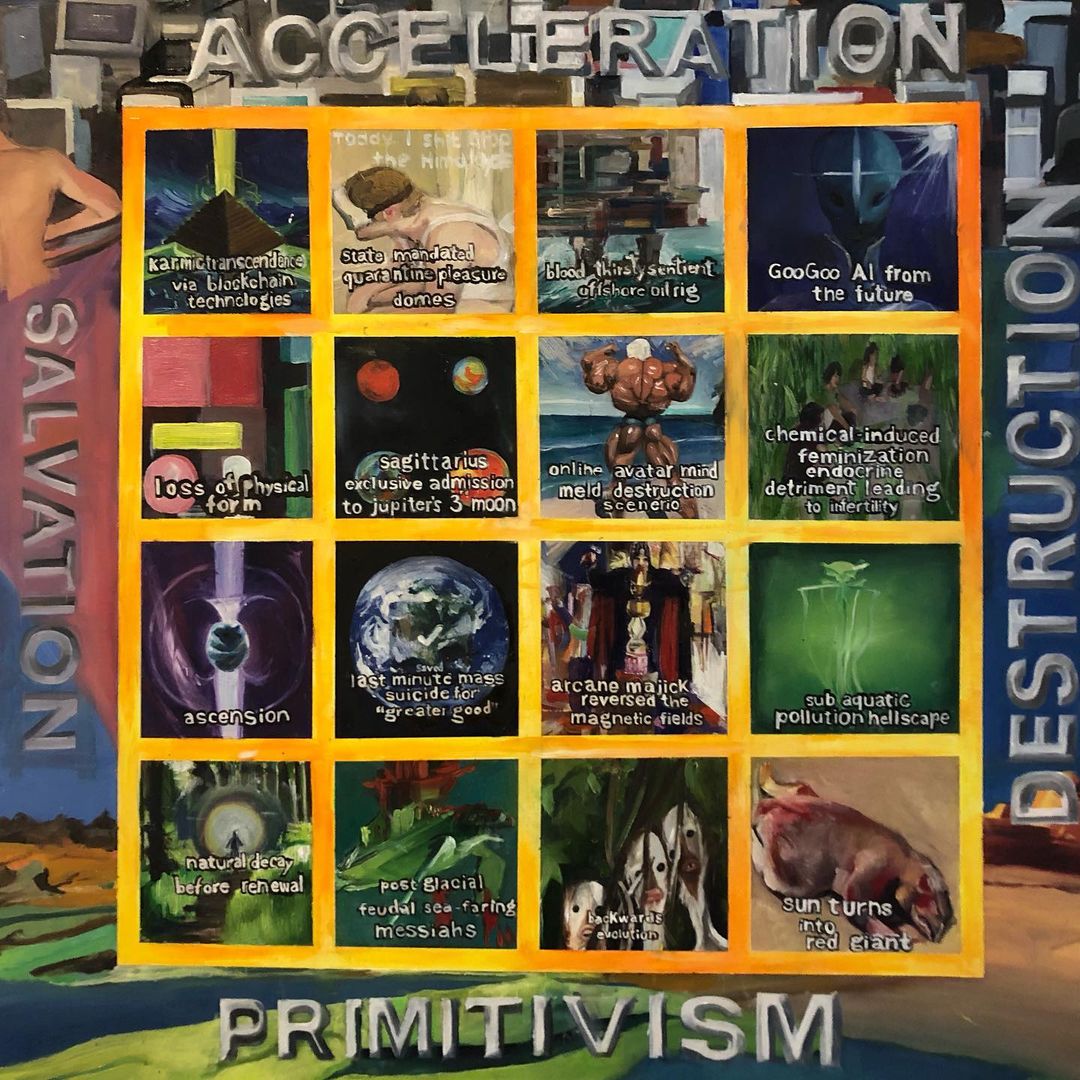 ACCELERATION
SALVATION
DESTRUCTION
Today I shit
the Himal
karmic transcendence
via blockchain
technologies
state mandated
quarantine pleasure
domes
blood thirsty sentient
offshore oil rig
GooGoo AI from
the future
loss of physical
form
sagittarius
exclusive admission
to jupiter's 3 moon
online avatar mind
meld destruction
scenerio
chemical-induced
feminization
endocrine
detriment leading
to infertility
ascension
saved
last minute mass
suicide for
"greater good"
arcane majick
reversed the
magnetic fields
sub aquatic
pollution hellscape
natural decay
before renewal
post glacial
feudal sea-faring
messiahs
backwards
evolution
sun turns
into
red giant
PRIMITIVISM